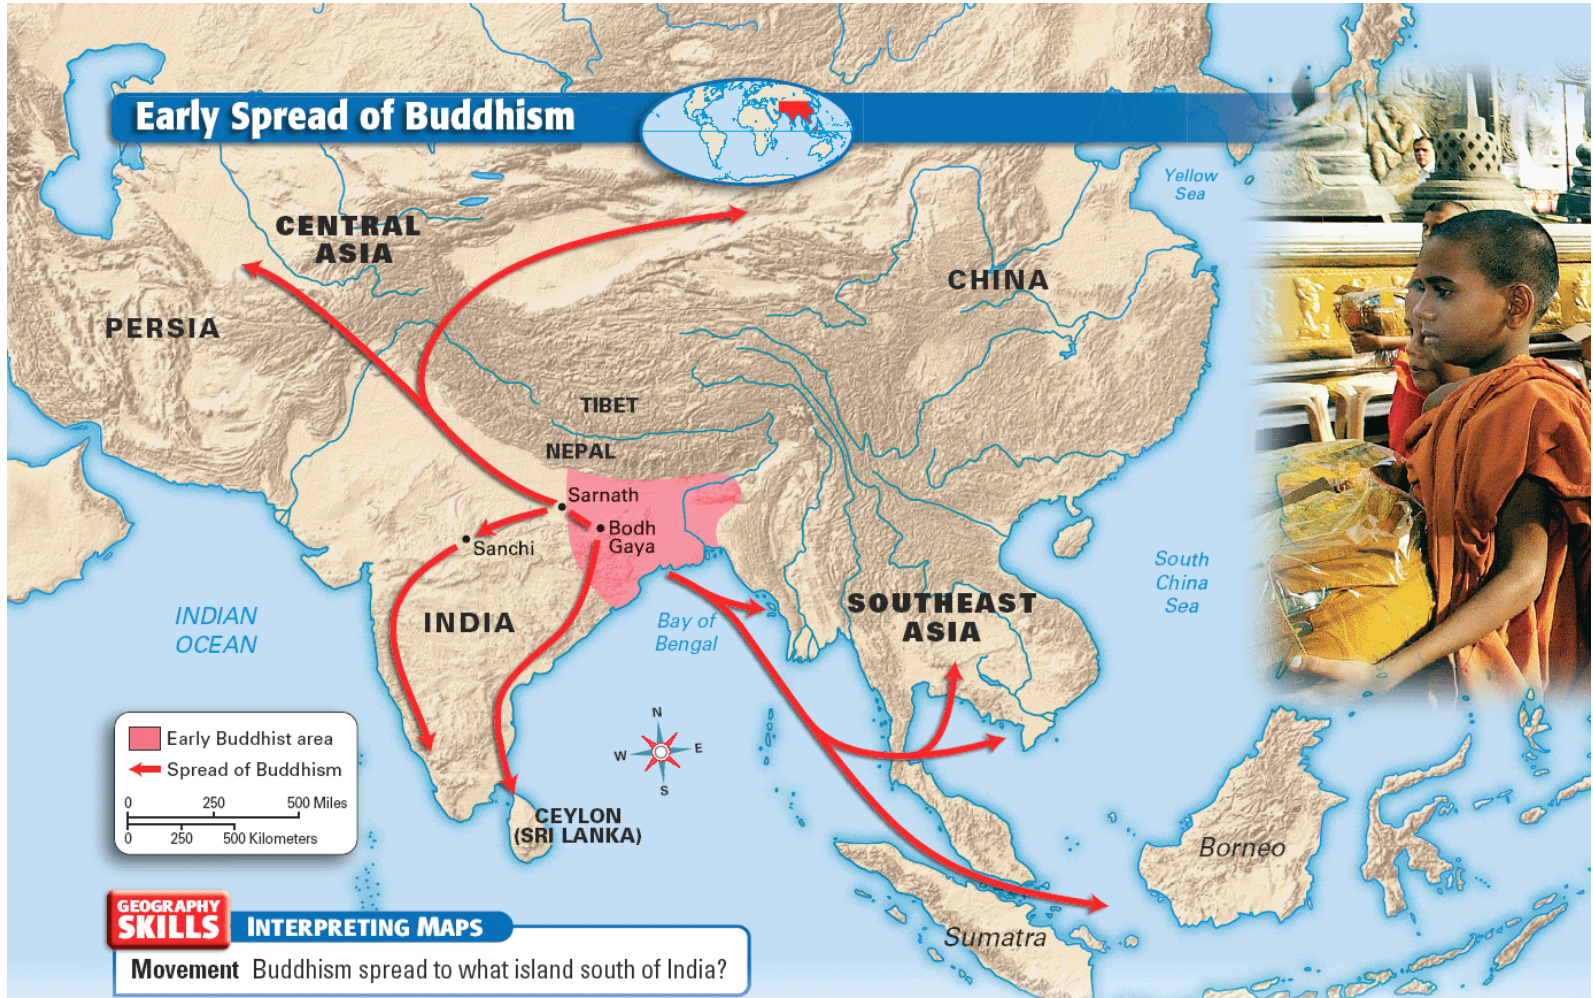 Early Spread of Buddhism
Yellow
Sea
CENTRAL
ASIA
CHINA
PERSIA
TIBET
NEPAL
Sarnath
Bodh
Gaya
Sanchi
South
China
Sea
SOUTHEAST
ASIA
INDIAN
OCEAN
INDIA
Bay of
Bengal
N
W E
S
Early Buddhist area
Spread of Buddhism
0 250 500 Miles
0 250 500 Kilometers
CEYLON
(SRI LANKA)
Borneo
Sumatra
GEOGRAPHY
SKILLS
INTERPRETING MAPS
Movement Buddhism spread to what island south of India?